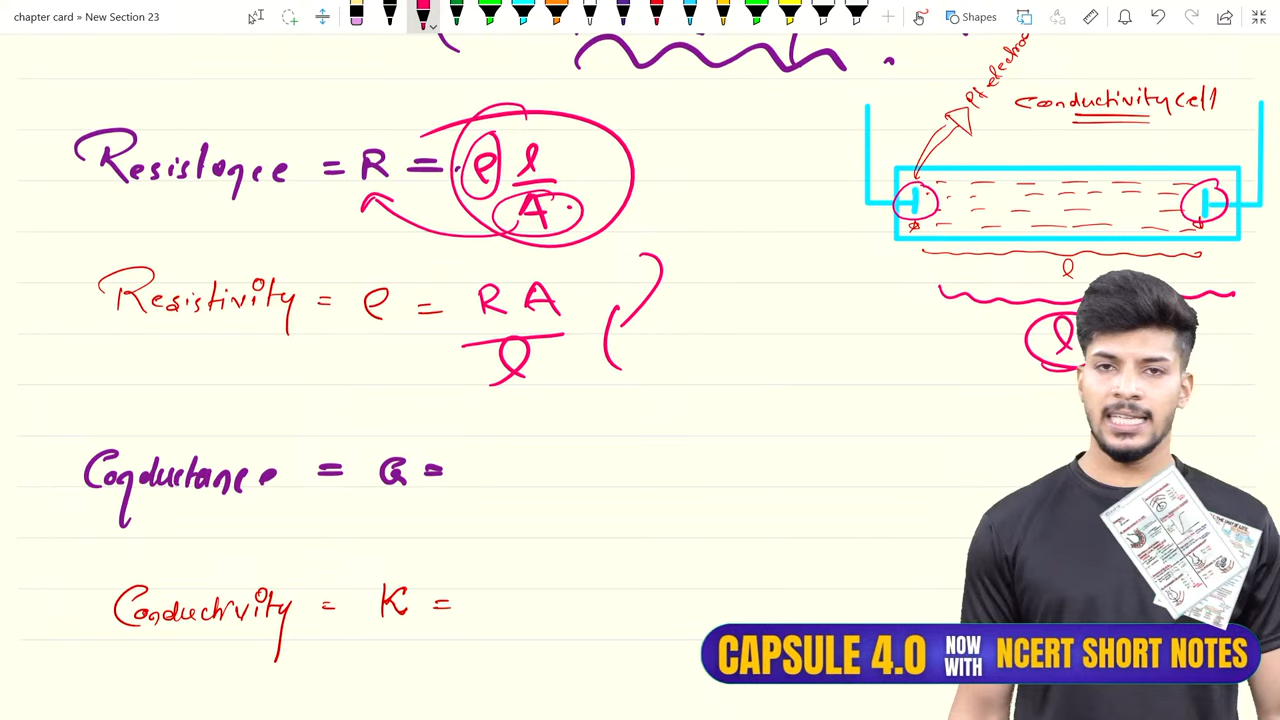 chapter card » New Section 23
Shapes
Pt electrod
Conductivity cell
Resistance = R = ρ l/A
l
Resistivity = ρ = RA/l
l
Conductance = G =
Conductivity = K =
CAPSULE 4.0 NOW WITH NCERT SHORT NOTES